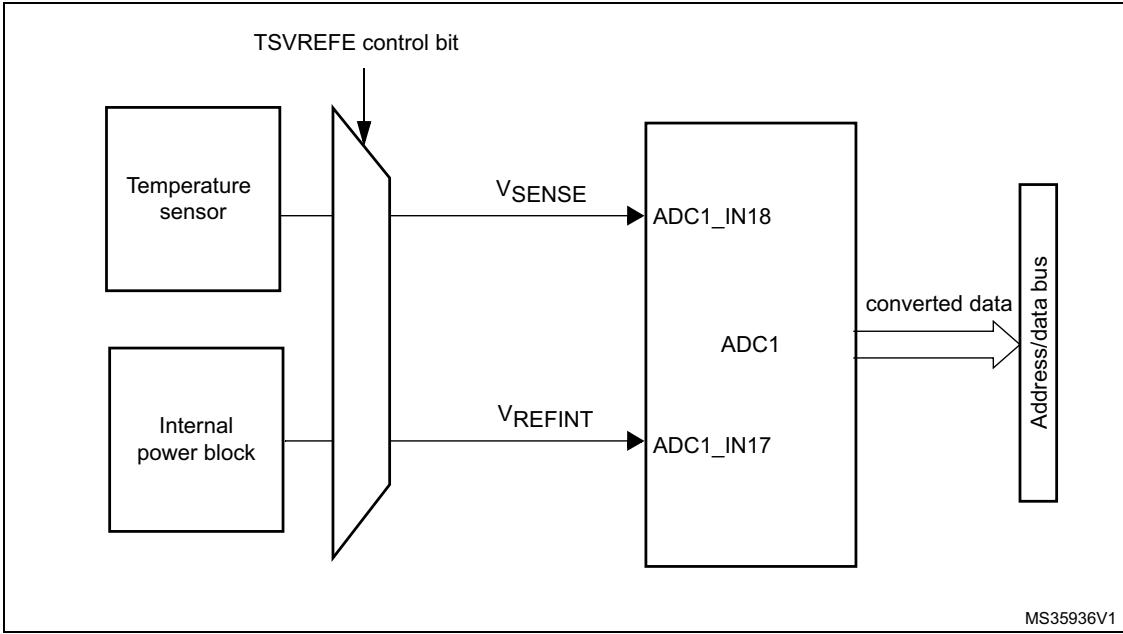 TSVREFE control bit
Temperature
sensor
VSENSE
ADC1_IN18
converted data
Address/data bus
ADC1
Internal
power block
VREFINT
ADC1_IN17
MS35936V1